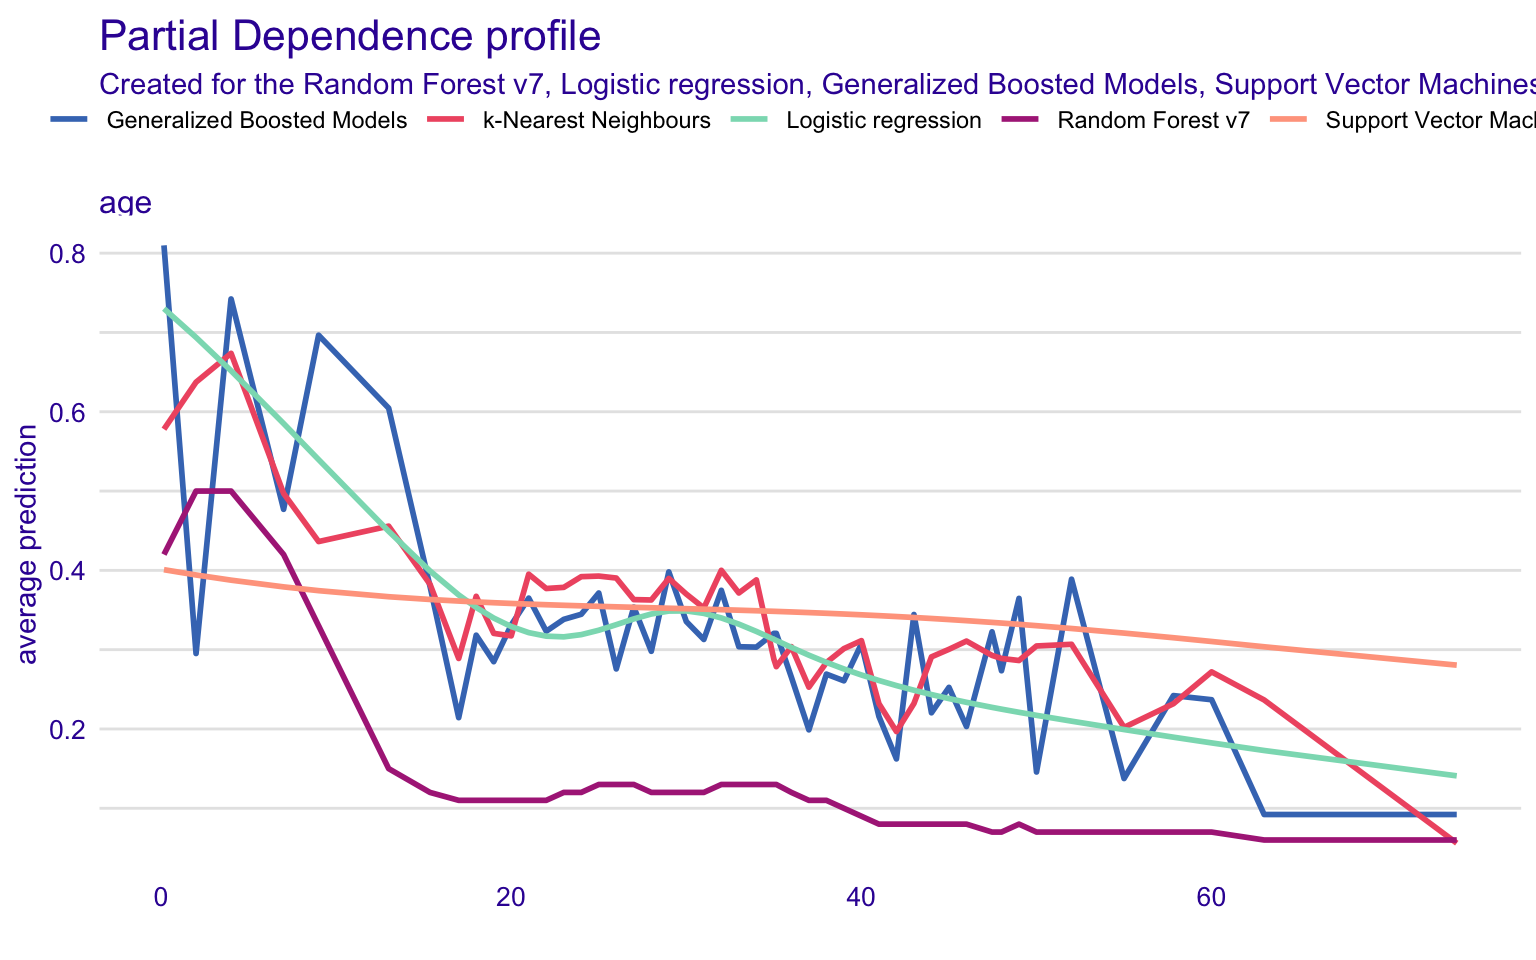 Partial Dependence profile
Created for the Random Forest v7, Logistic regression, Generalized Boosted Models, Support Vector Machines
Generalized Boosted Models k-Nearest Neighbours Logistic regression Random Forest v7 Support Vector
age
0.8
0.6
0.4
0.2
average prediction
0 20 40 60